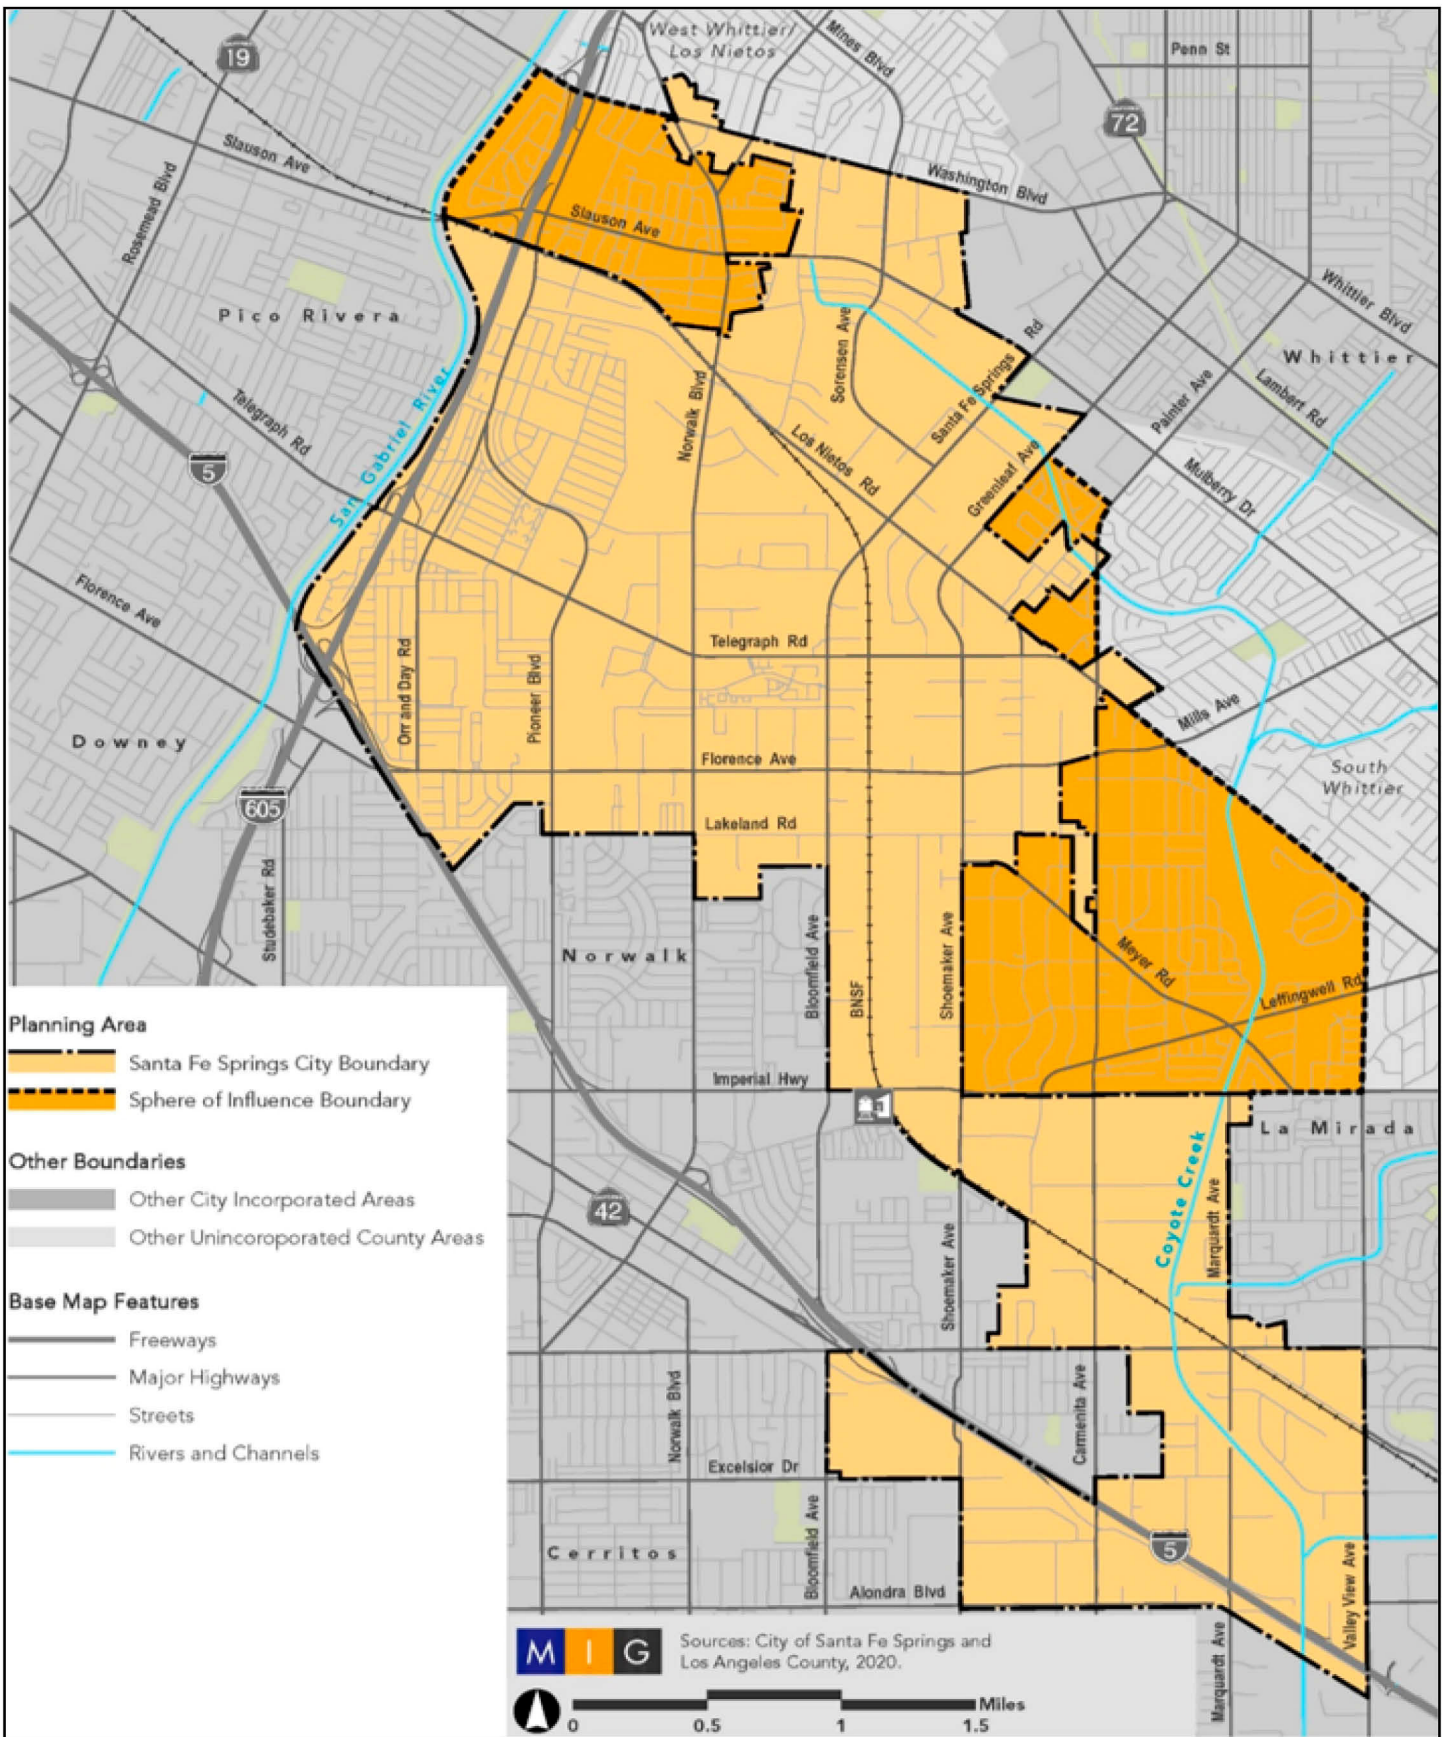 West Whittier/
Los Nietos
Mines Blvd
Penn St
19
72
Slauson Ave
Rosemead Blvd
Washington Blvd
Slauson Ave
Whittier Blvd
Pico Rivera
Rd
Whittier
Sorensen Ave
Santa Fe Springs
Painter Ave
Lambert Rd
Telegraph Rd
San Gabriel River
Norwalk Blvd
Los Nietos Rd
Greenleaf Ave
Mulberry Dr
5
Florence Ave
Telegraph Rd
Orr and Day Rd
Pioneer Blvd
Mills Ave
Downey
Florence Ave
South
Whittier
605
Lakeland Rd
Studebaker Rd
Norwalk
Bloomfield Ave
BNSF
Shoemaker Ave
Meyer Rd
Leffingwell Rd
Imperial Hwy
La Mirada
Coyote Creek
Marquardt Ave
42
Shoemaker Ave
Norwalk Blvd
Carmenita Ave
Excelsior Dr
Bloomfield Ave
Cerritos
5
Valley View Ave
Alondra Blvd
Marquardt Ave
Planning Area
Santa Fe Springs City Boundary
Sphere of Influence Boundary
Other Boundaries
Other City Incorporated Areas
Other Unincoroporated County Areas
Base Map Features
Freeways
Major Highways
Streets
Rivers and Channels
M I G
Sources: City of Santa Fe Springs and
Los Angeles County, 2020.
Miles
0 0.5 1 1.5